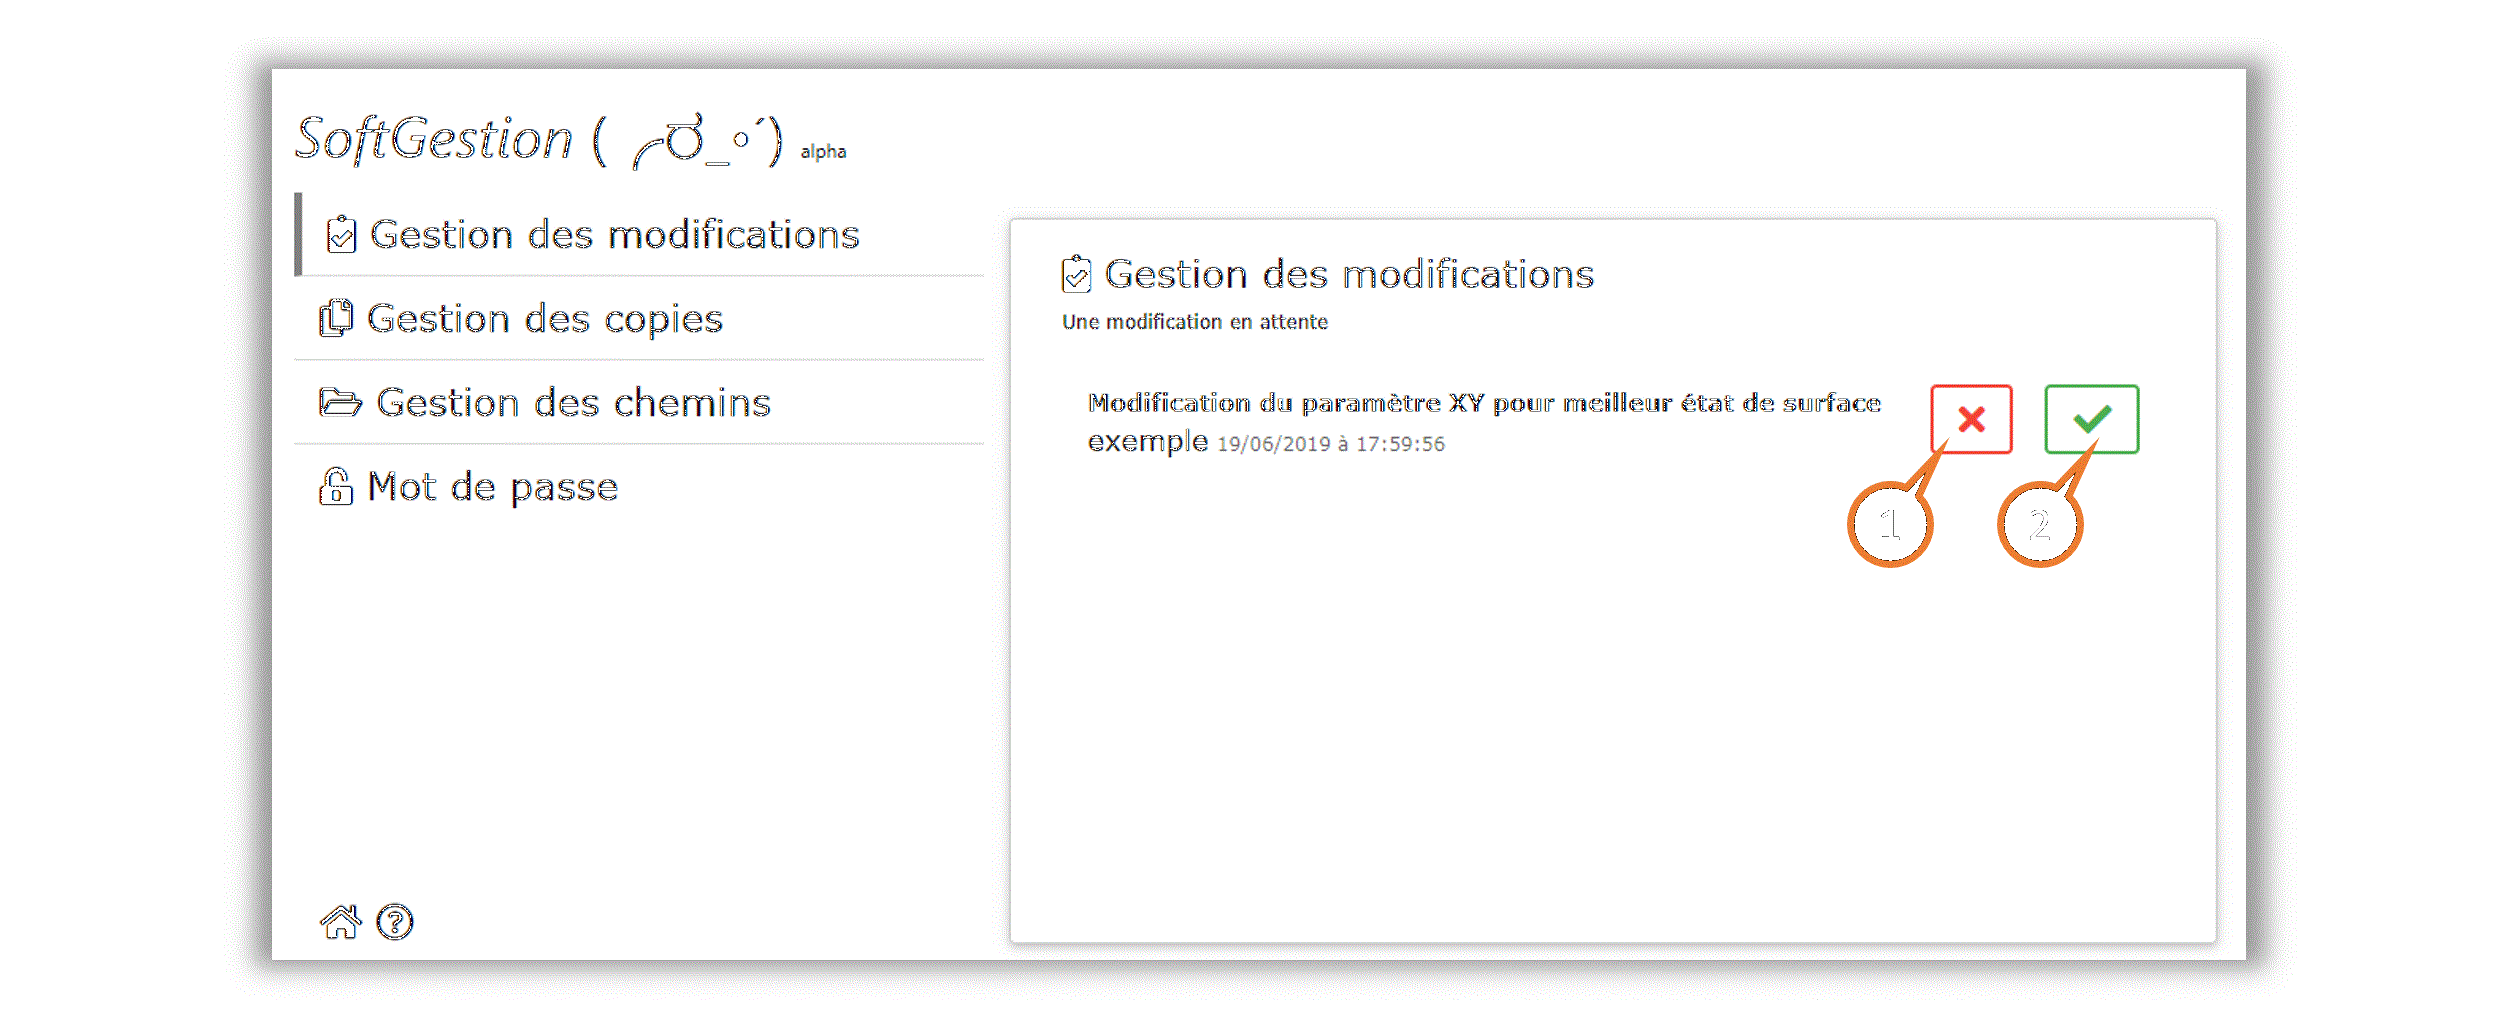 SoftGestion ( ╭ರ_•́) alpha
Gestion des modifications
Gestion des copies
Gestion des chemins
Mot de passe
Gestion des modifications
Une modification en attente
Modification du paramètre XY pour meilleur état de surface
exemple 19/06/2019 à 17:59:56
1
2